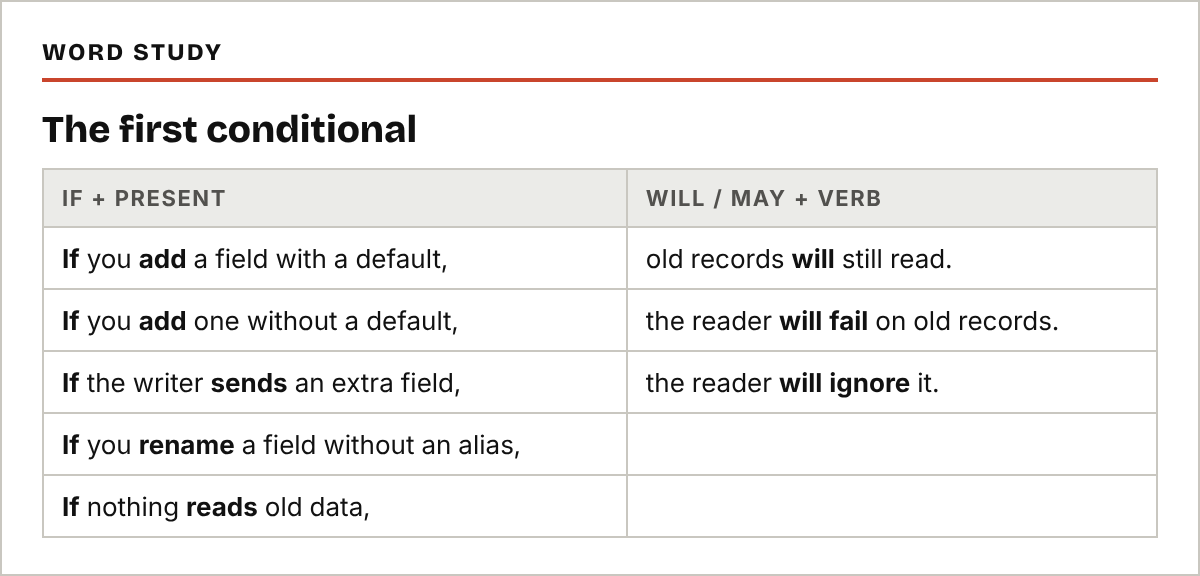 WORD STUDY
The first conditional
IF + PRESENT
WILL / MAY + VERB
If you add a field with a default,
old records will still read.
If you add one without a default,
the reader will fail on old records.
If the writer sends an extra field,
the reader will ignore it.
If you rename a field without an alias,
If nothing reads old data,